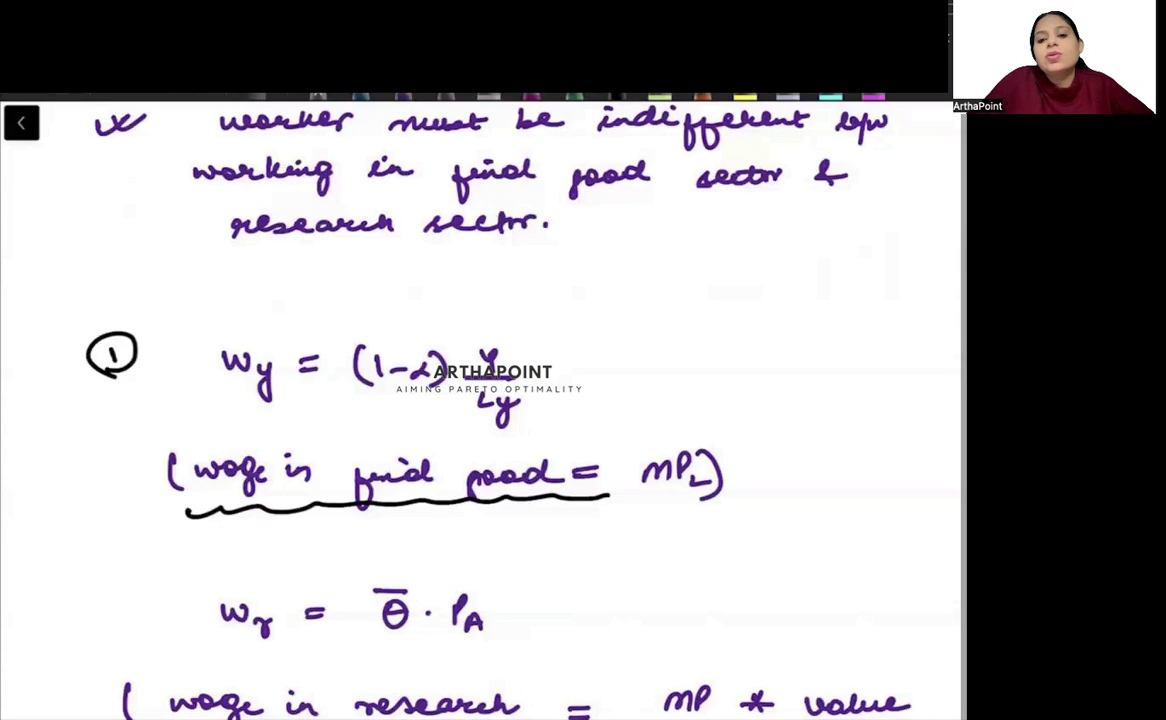 ArthaPoint
worker must be indifferent b/w
working in final good sector &
research sector.
① wy = (1-α) Y/Ly
ARTHAPOINT
AIMING PARETO OPTIMALITY
(wage in final good = MPL)
wr = θ̄ . PA
( wage in research = MP * value